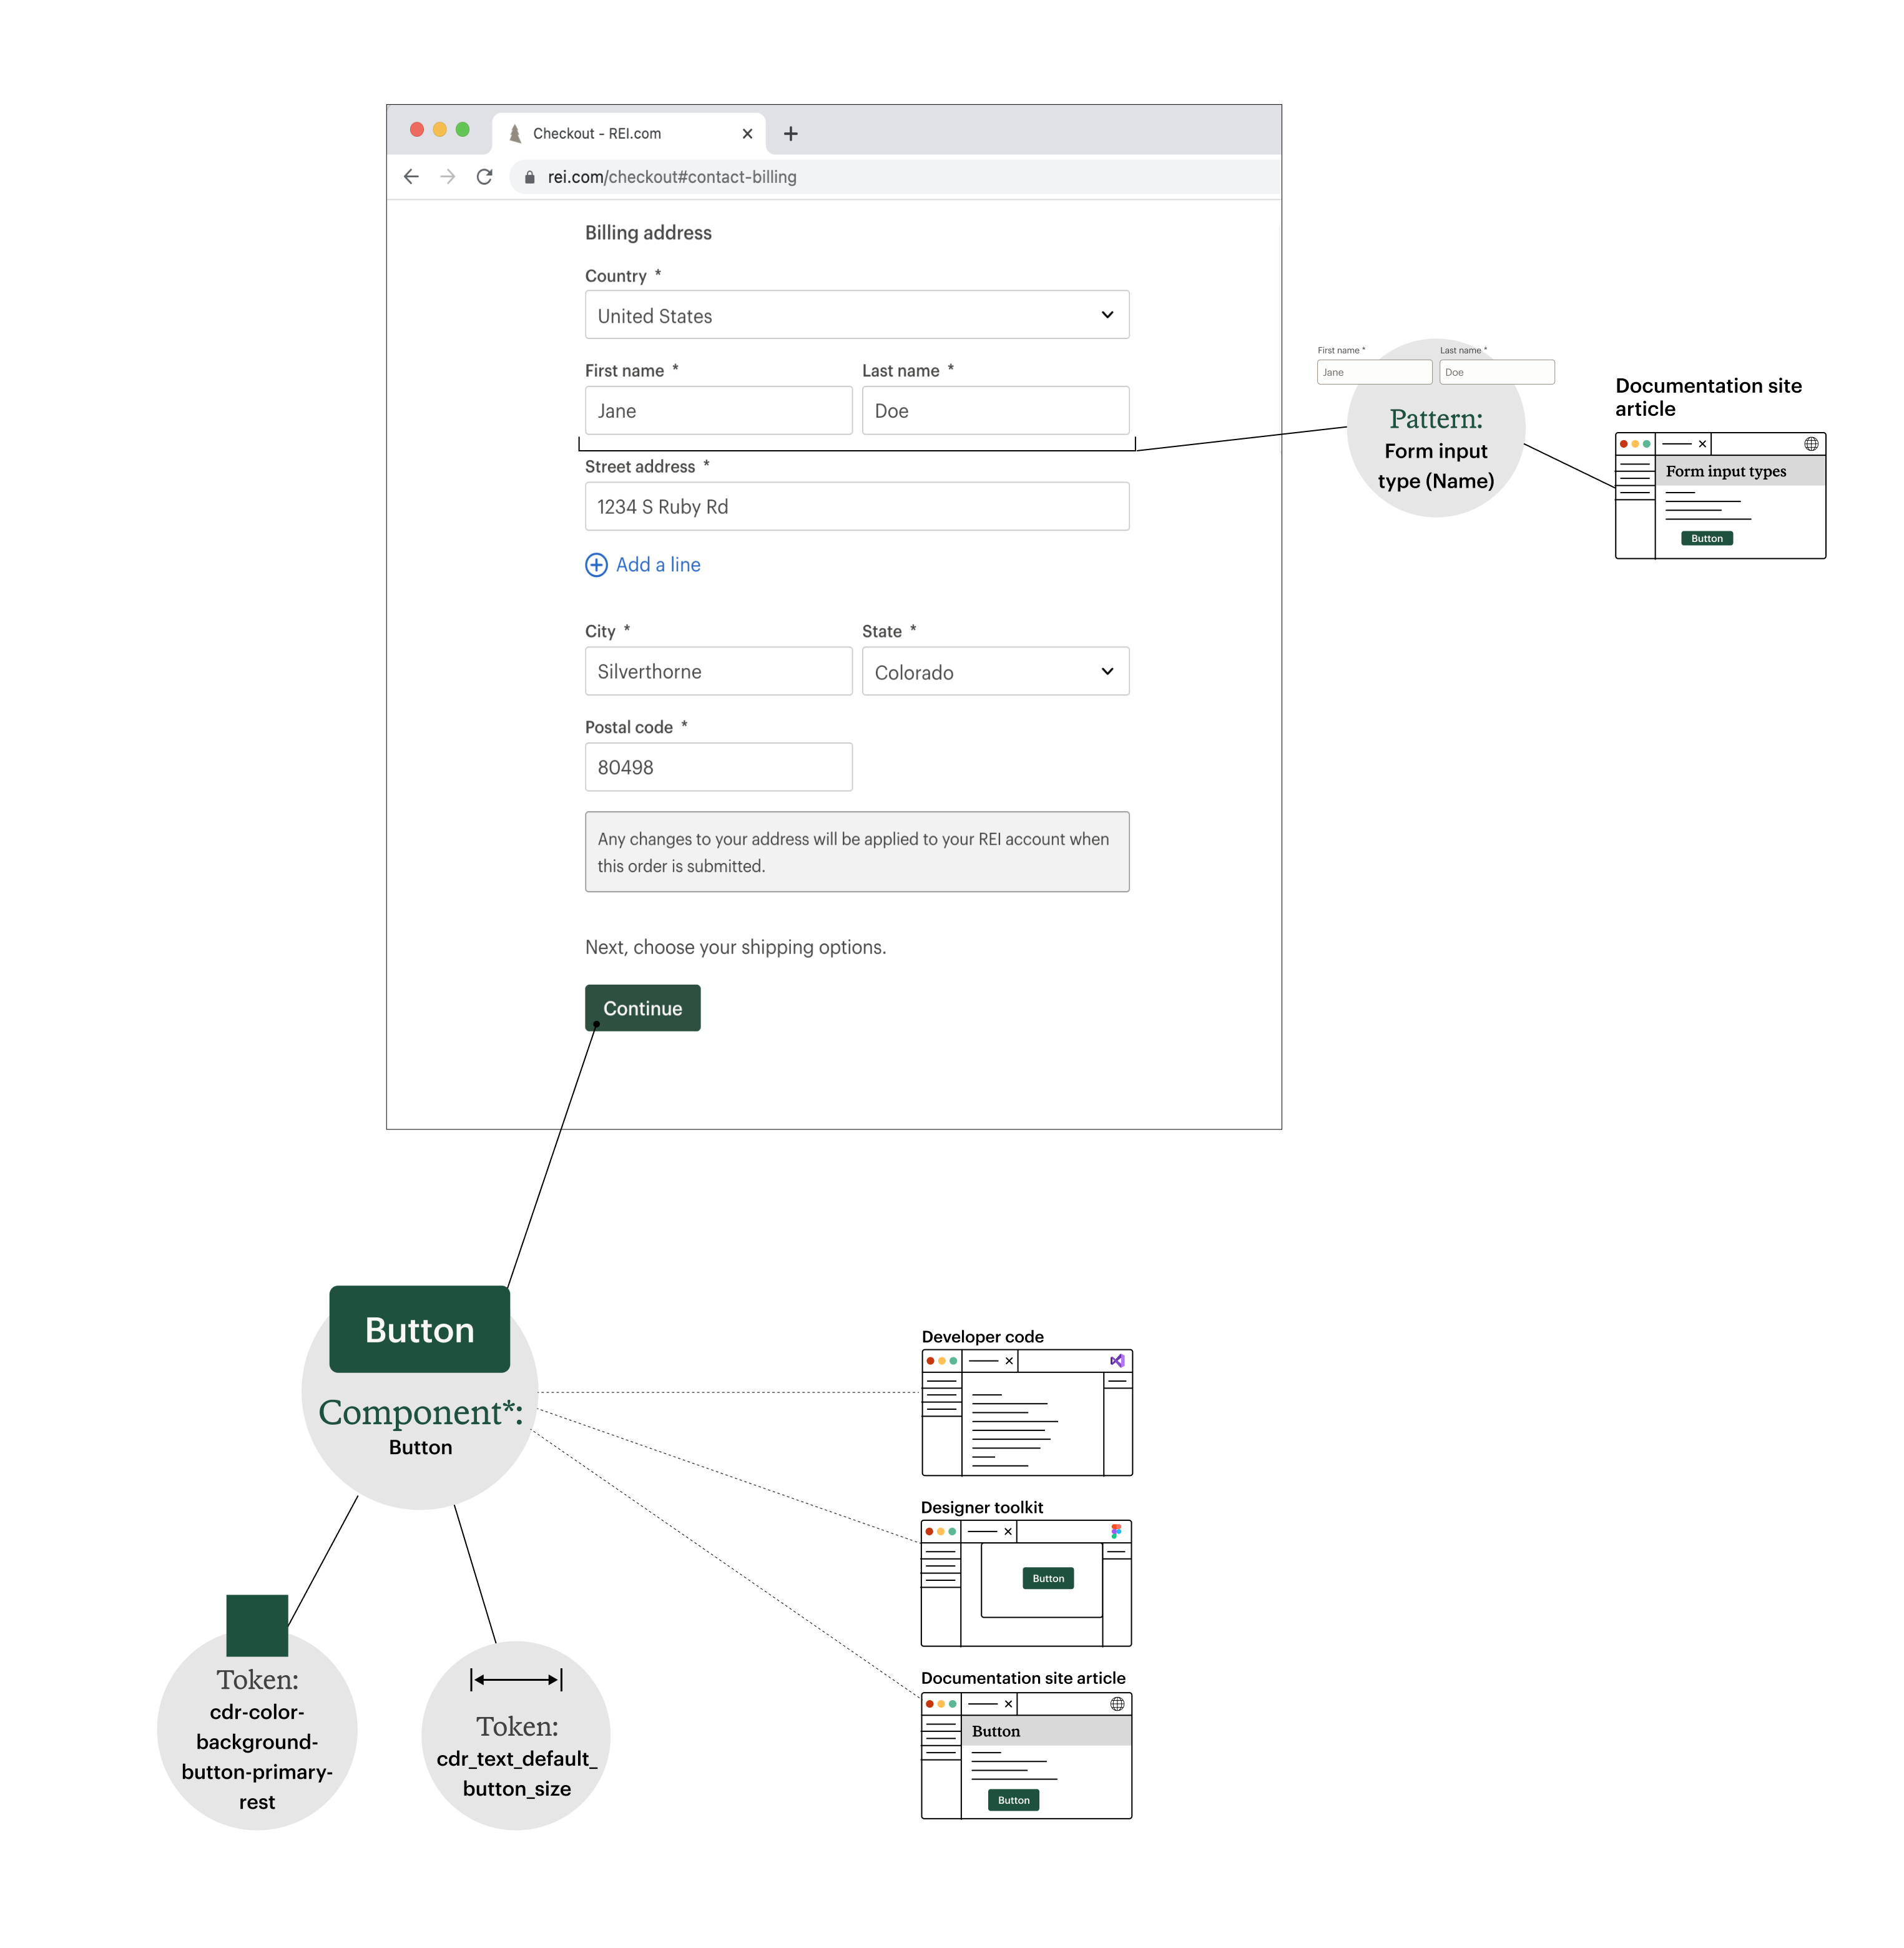 Checkout - REI.com
rei.com/checkout#contact-billing
Billing address
Country *
United States
First name * Last name *
Jane Doe
Street address *
1234 S Ruby Rd
Add a line
City * State *
Silverthorne Colorado
Postal code *
80498
Any changes to your address will be applied to your REI account when
this order is submitted.
Next, choose your shipping options.
Continue
First name * Last name *
Jane Doe
Pattern:
Form input
type (Name)
Documentation site
article
Form input types
Button
Button
Component*:
Button
Token:
cdr-color-
background-
button-primary-
rest
Token:
cdr_text_default_
button_size
Developer code
Designer toolkit
Button
Documentation site article
Button
Button